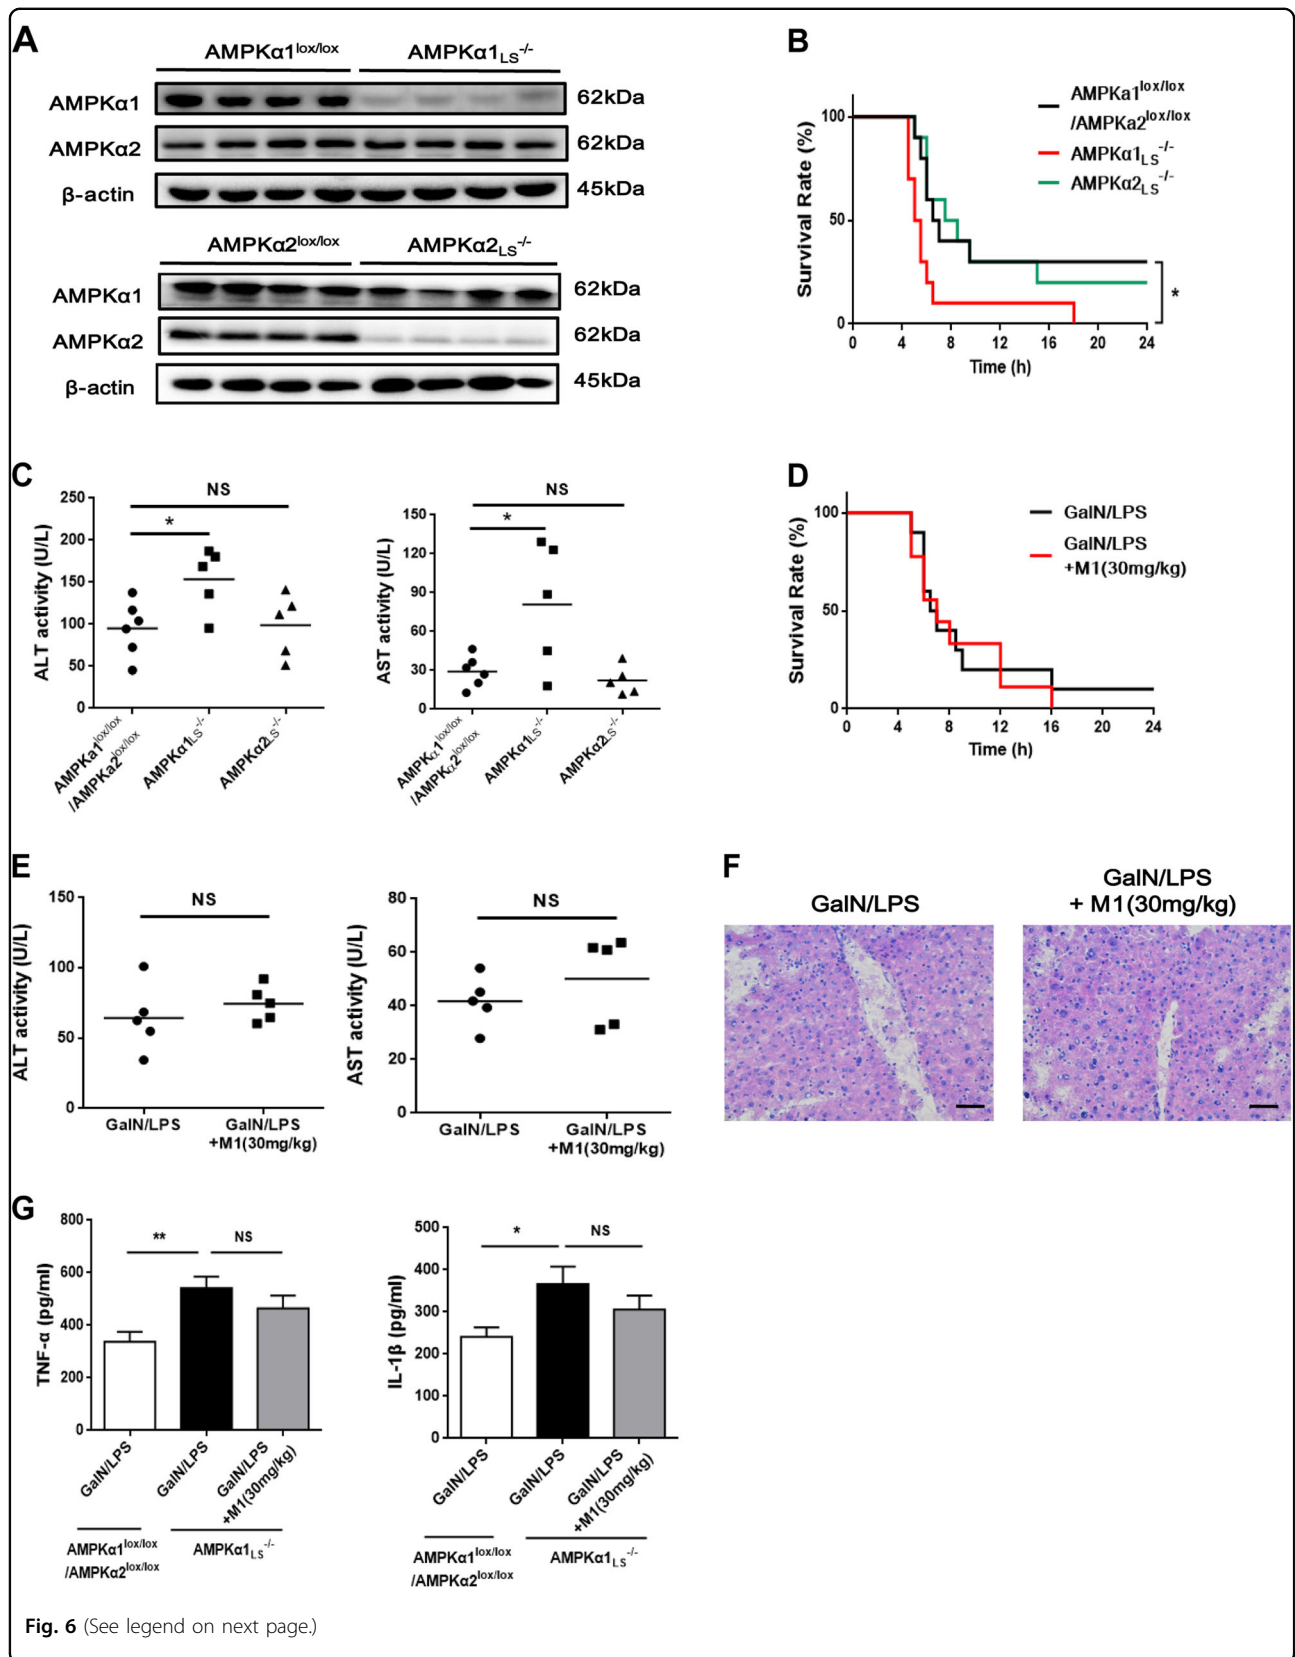 A
AMPKα1lox/lox AMPKα1LS-/-
AMPKα1 62kDa
AMPKα2 62kDa
β-actin 45kDa
AMPKα2lox/lox AMPKα2LS-/-
AMPKα1 62kDa
AMPKα2 62kDa
β-actin 45kDa
B
Survival Rate (%)
100
50
0
0 4 8 12 16 20 24
Time (h)
AMPKa1lox/lox
/AMPKa2lox/lox
AMPKα1LS-/-
AMPKα2LS-/-
*
C
ALT activity (U/L)
250
200
150
100
50
0
NS
*
AMPKa1lox/lox
/AMPKa2lox/lox
AMPKα1LS-/-
AMPKα2LS-/-
AST activity (U/L)
150
120
90
60
30
0
NS
*
AMPKα1lox/lox
/AMPKα2lox/lox
AMPKα1LS-/-
AMPKα2LS-/-
D
Survival Rate (%)
100
50
0
0 4 8 12 16 20 24
Time (h)
GalN/LPS
GalN/LPS
+M1(30mg/kg)
E
ALT activity (U/L)
150
100
50
0
NS
GalN/LPS
GalN/LPS
+M1(30mg/kg)
AST activity (U/L)
80
60
40
20
0
NS
GalN/LPS
GalN/LPS
+M1(30mg/kg)
F
GalN/LPS
GalN/LPS
+ M1(30mg/kg)
G
TNF-α (pg/ml)
800
600
400
200
0
**
NS
GalN/LPS
GalN/LPS
GalN/LPS
+M1(30mg/kg)
AMPKα1lox/lox
/AMPKα2lox/lox
AMPKα1LS-/-
IL-1β (pg/ml)
500
400
300
200
100
0
*
NS
GalN/LPS
GalN/LPS
GalN/LPS
+M1(30mg/kg)
AMPKα1lox/lox
/AMPKα2lox/lox
AMPKα1LS-/-
Fig. 6 (See legend on next page.)